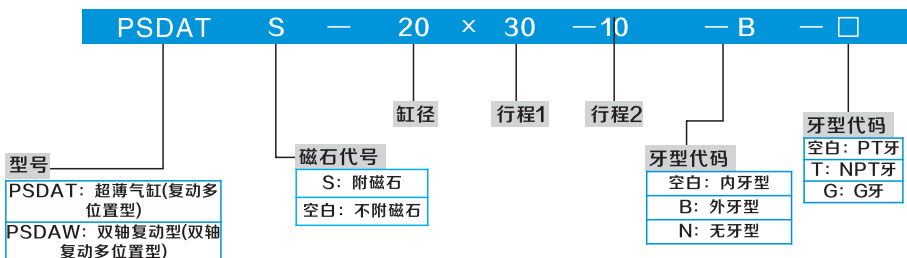 PSDAT S — 20 × 30 —10 — B — □
缸径
行程1
行程2
型号
PSDAT：超薄气缸(复动多
位置型)
PSDAW：双轴复动型(双轴
复动多位置型)
磁石代号
S：附磁石
空白：不附磁石
牙型代码
空白：内牙型
B：外牙型
N：无牙型
牙型代码
空白：PT牙
T：NPT牙
G：G牙